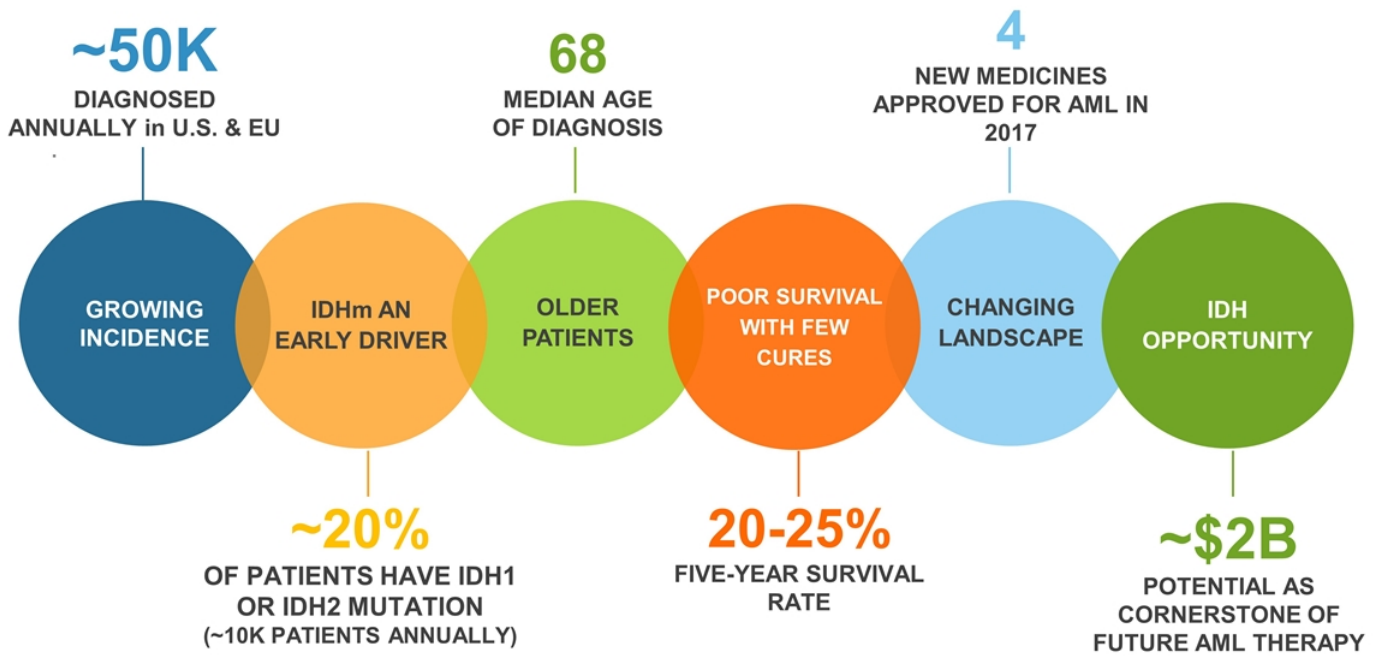 ~50K
DIAGNOSED
ANNUALLY in U.S. & EU
68
MEDIAN AGE
OF DIAGNOSIS
4
NEW MEDICINES
APPROVED FOR AML IN
2017
GROWING
INCIDENCE
IDHm AN
EARLY DRIVER
OLDER
PATIENTS
POOR SURVIVAL
WITH FEW
CURES
CHANGING
LANDSCAPE
IDH
OPPORTUNITY
~20%
OF PATIENTS HAVE IDH1
OR IDH2 MUTATION
(~10K PATIENTS ANNUALLY)
20-25%
FIVE-YEAR SURVIVAL
RATE
~$2B
POTENTIAL AS
CORNERSTONE OF
FUTURE AML THERAPY